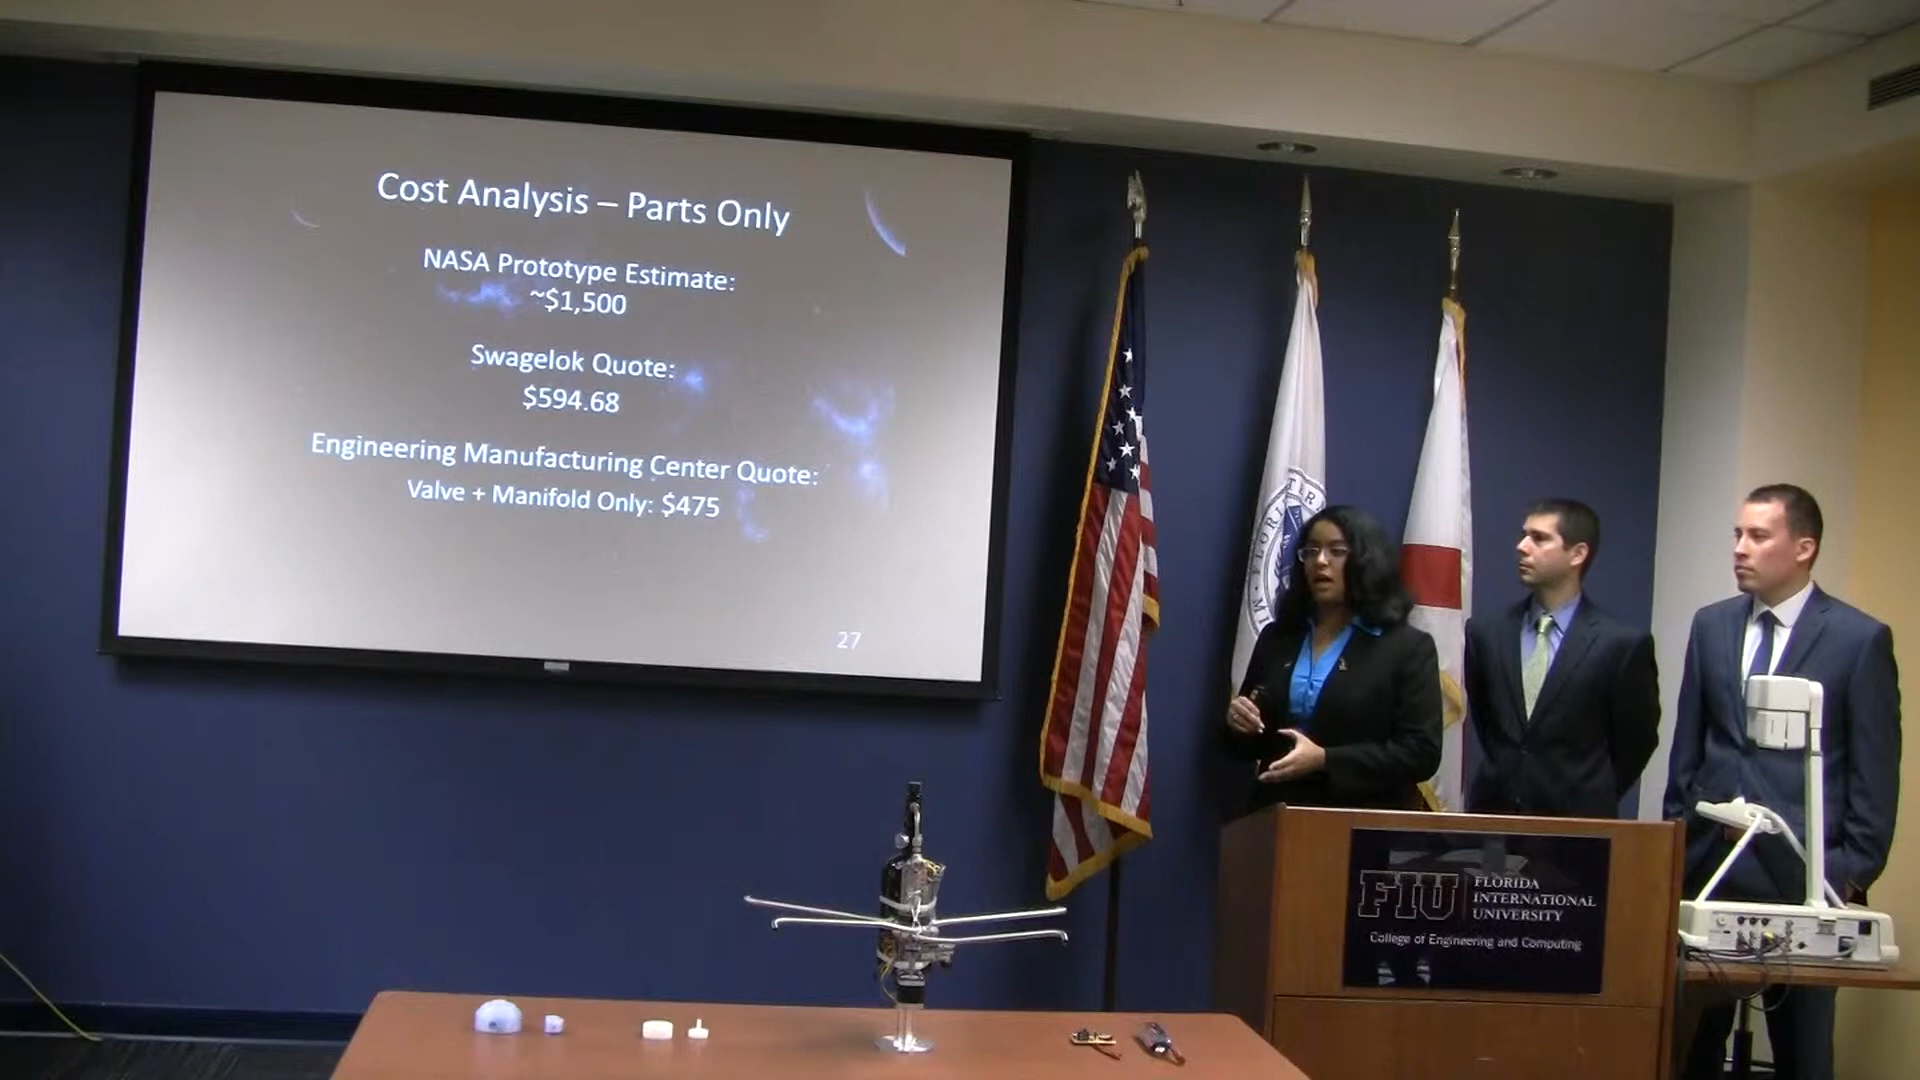 Cost Analysis – Parts Only
NASA Prototype Estimate:
~$1,500
Swagelok Quote:
$594.68
Engineering Manufacturing Center Quote:
Valve + Manifold Only: $475
27
FIU
FLORIDA
INTERNATIONAL
UNIVERSITY
College of Engineering and Computing